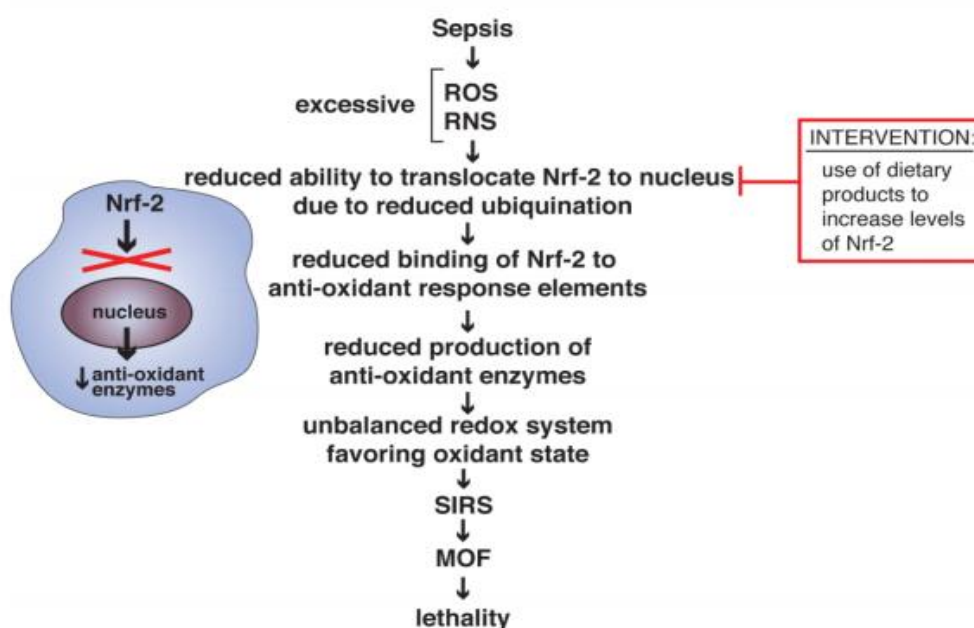 Sepsis
excessive
ROS
RNS
reduced ability to translocate Nrf-2 to nucleus
due to reduced ubiquination
reduced binding of Nrf-2 to
anti-oxidant response elements
reduced production of
anti-oxidant enzymes
unbalanced redox system
favoring oxidant state
SIRS
MOF
lethality
Nrf-2
nucleus
anti-oxidant
enzymes
INTERVENTION:
use of dietary
products to
increase levels
of Nrf-2